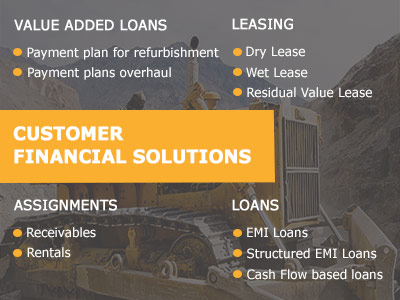 VALUE ADDED LOANS
Payment plan for refurbishment
Payment plans overhaul
LEASING
Dry Lease
Wet Lease
Residual Value Lease
CUSTOMER
FINANCIAL SOLUTIONS
ASSIGNMENTS
Receivables
Rentals
LOANS
EMI Loans
Structured EMI Loans
Cash Flow based loans